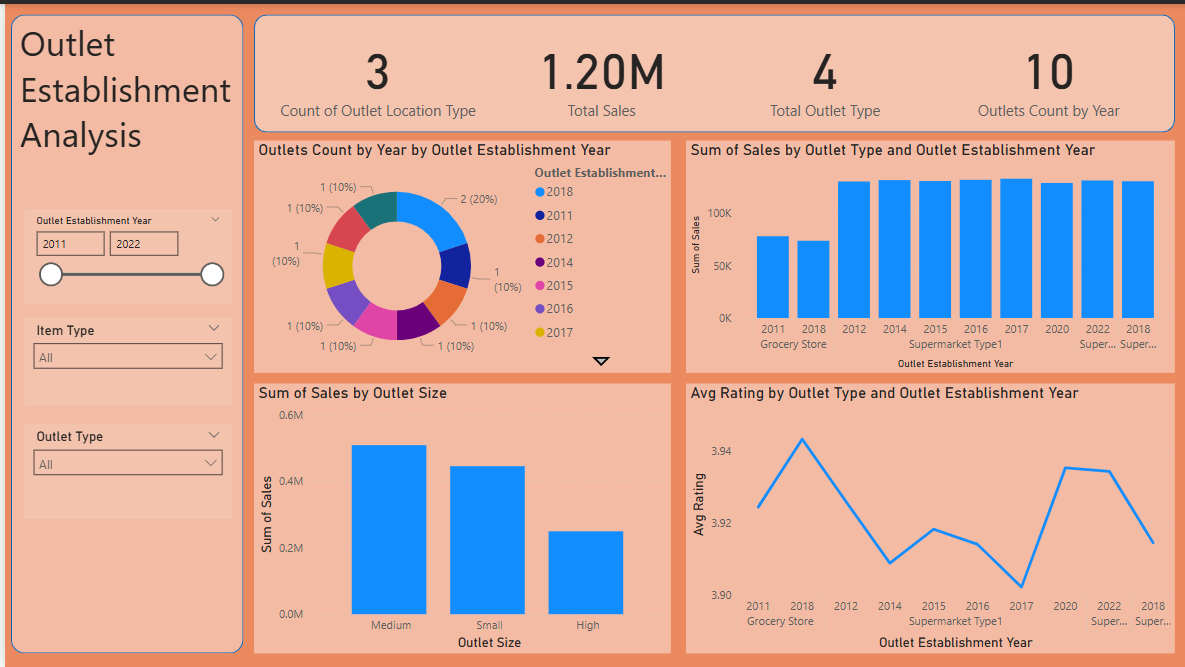 Outlet
Establishment
Analysis
Outlet Establishment Year
2011 2022
Item Type
All
Outlet Type
All
3 1.20M 4 10
Count of Outlet Location Type Total Sales Total Outlet Type Outlets Count by Year
Outlets Count by Year by Outlet Establishment Year
Outlet Establishment...
2018
2011
2012
2014
2015
2016
2017
2 (20%)
1
(10%)
1 (10%)
1 (10%)
1 (10%)
1 (10%)
1
(10%)
1 (10%)
1 (10%)
Sum of Sales by Outlet Type and Outlet Establishment Year
Sum of Sales
100K
50K
0K
2011 2018 2012 2014 2015 2016 2017 2020 2022 2018
Grocery Store Supermarket Type1 Super... Super...
Outlet Establishment Year
Sum of Sales by Outlet Size
Sum of Sales
0.6M
0.4M
0.2M
0.0M
Medium Small High
Outlet Size
Avg Rating by Outlet Type and Outlet Establishment Year
Avg Rating
3.94
3.92
3.90
2011 2018 2012 2014 2015 2016 2017 2020 2022 2018
Grocery Store Supermarket Type1 Super... Super...
Outlet Establishment Year